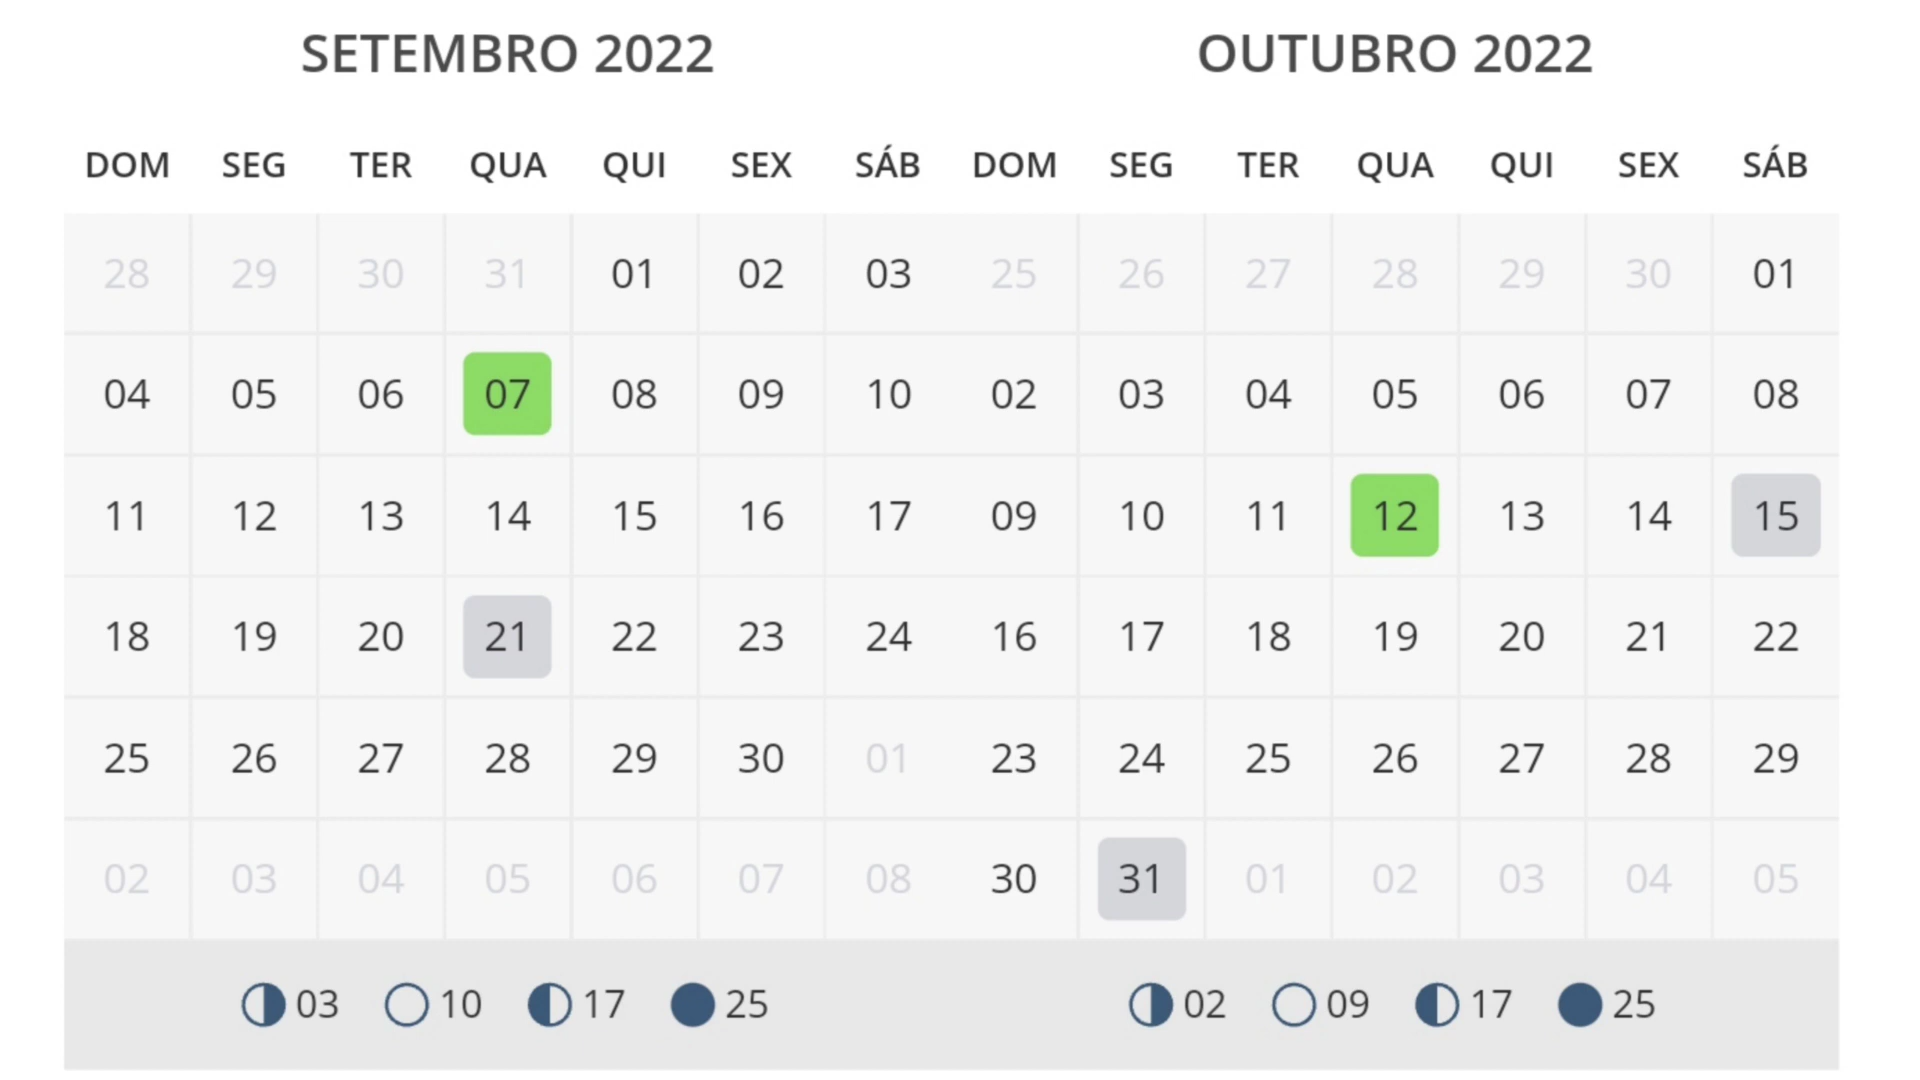 SETEMBRO 2022
DOM SEG TER QUA QUI SEX SÁB
28 29 30 31 01 02 03
04 05 06 07 08 09 10
11 12 13 14 15 16 17
18 19 20 21 22 23 24
25 26 27 28 29 30 01
02 03 04 05 06 07 08
03 10 17 25
OUTUBRO 2022
DOM SEG TER QUA QUI SEX SÁB
25 26 27 28 29 30 01
02 03 04 05 06 07 08
09 10 11 12 13 14 15
16 17 18 19 20 21 22
23 24 25 26 27 28 29
30 31 01 02 03 04 05
02 09 17 25